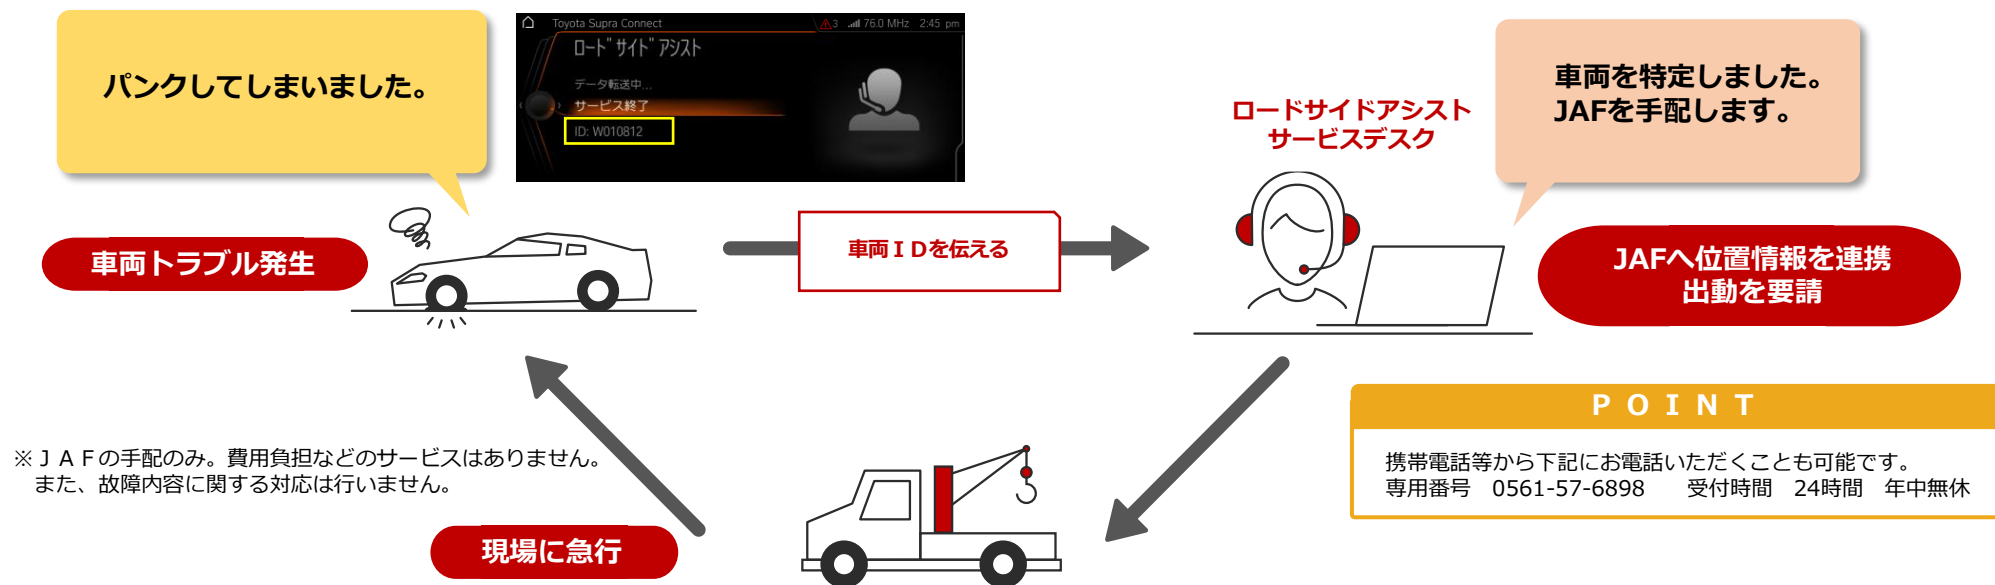 パンクしてしまいました。
Toyota Supra Connect
3 76.0 MHz 2:45 pm
ロードサイドアシスト
データ転送中...
サービス終了
ID: W010812
ロードサイドアシスト
サービスデスク
車両を特定しました。
JAFを手配します。
車両トラブル発生
車両ＩＤを伝える
JAFへ位置情報を連携
出動を要請
ＰＯＩＮＴ
携帯電話等から下記にお電話いただくことも可能です。
専用番号　0561-57-6898　　受付時間　24時間　年中無休
※ＪＡＦの手配のみ。費用負担などのサービスはありません。
また、故障内容に関する対応は行いません。
現場に急行